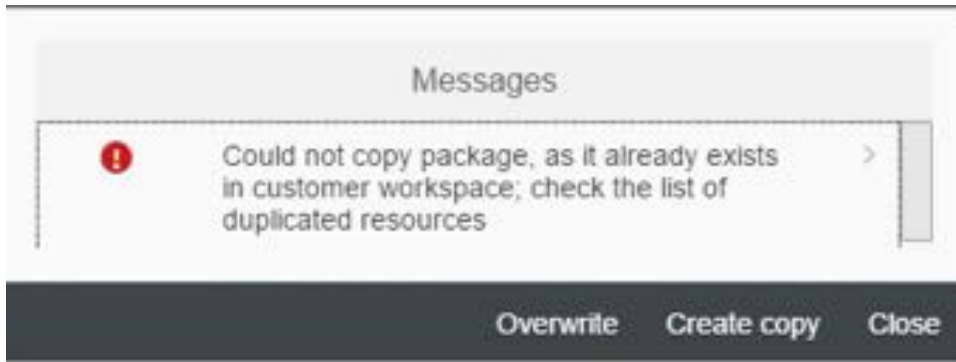 Messages
Could not copy package, as it already exists
in customer workspace; check the list of
duplicated resources
Overwrite Create copy Close